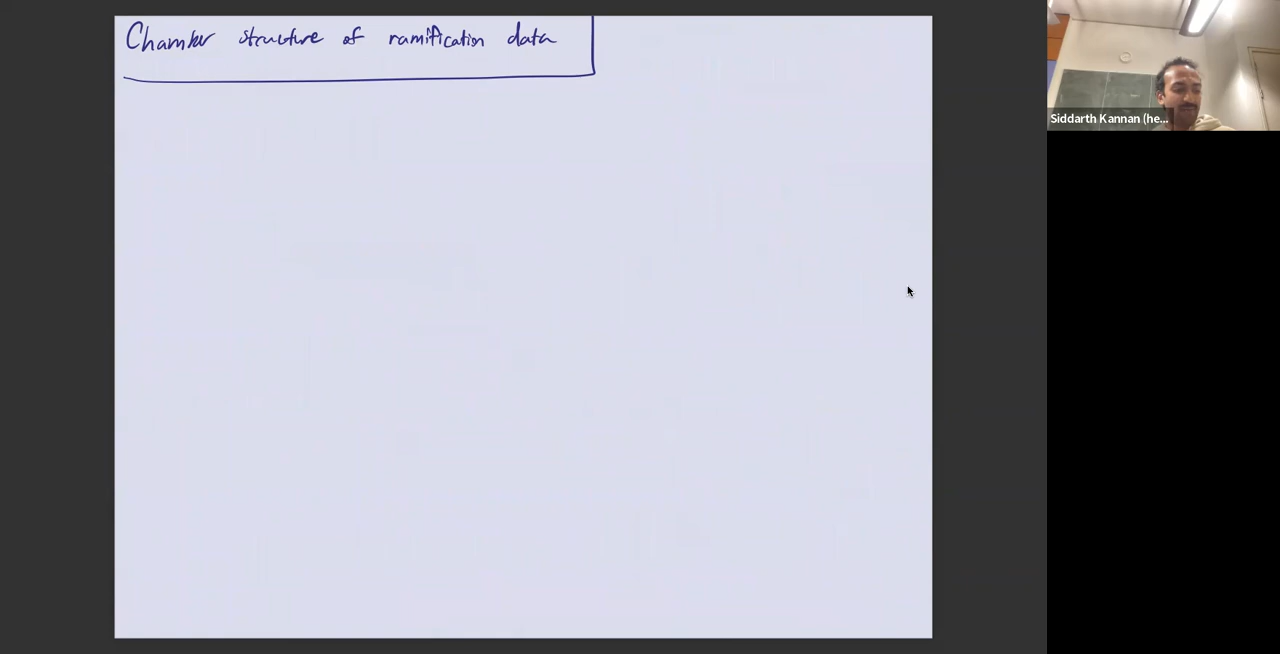 Chamber structure of ramification data
Siddarth Kannan (he...